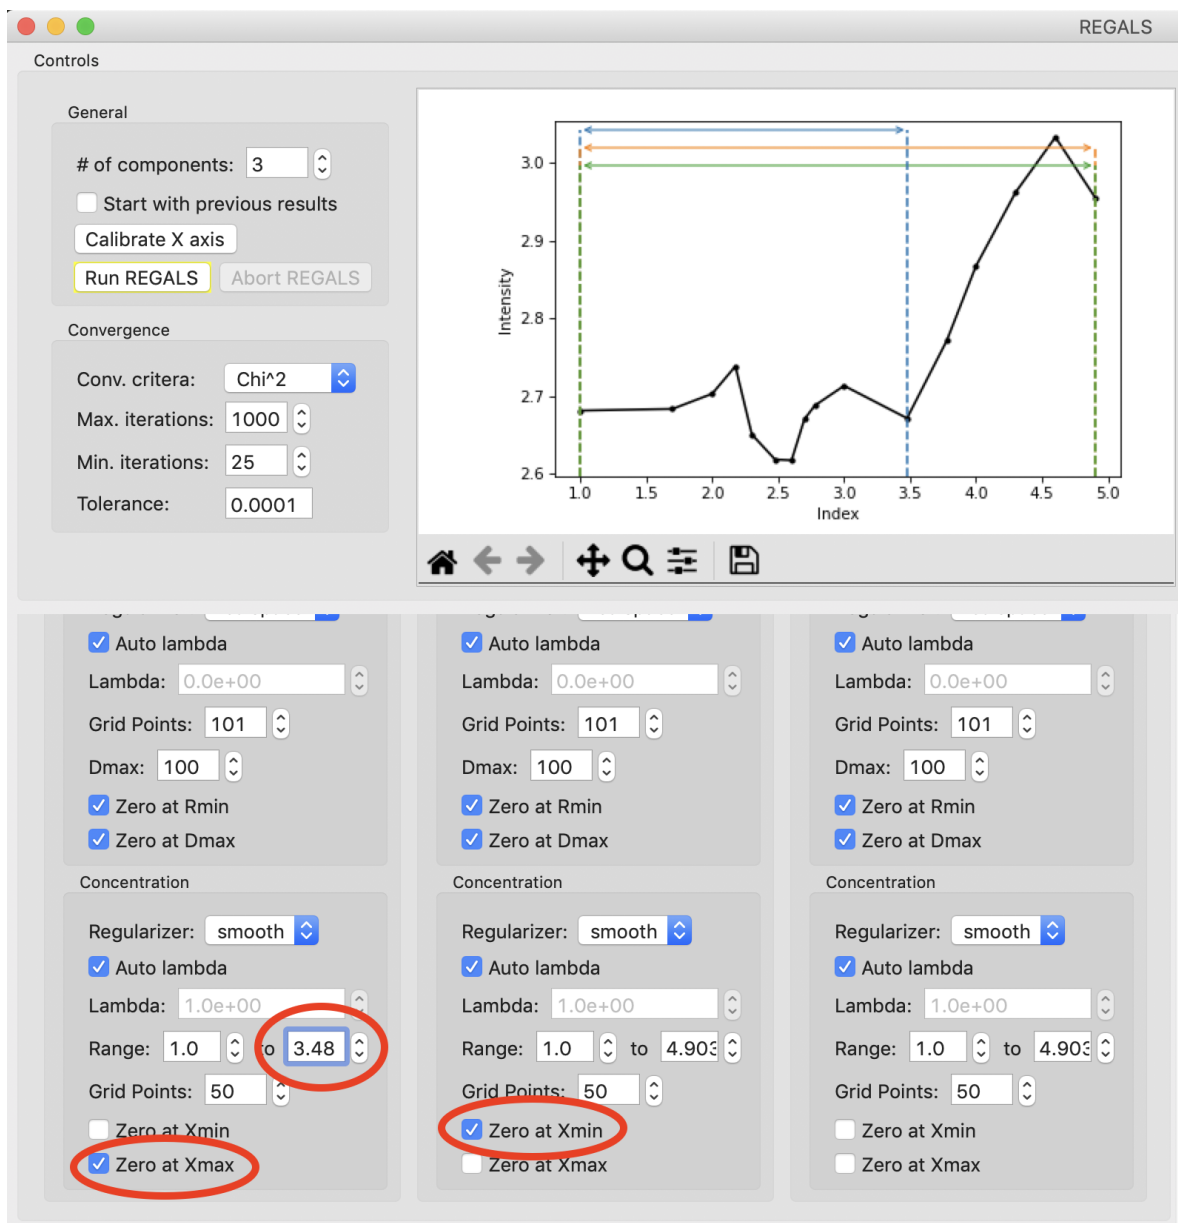 REGALS
Controls
General
# of components: 3
Start with previous results
Calibrate X axis
Run REGALS Abort REGALS
Convergence
Conv. critera: Chi^2
Max. iterations: 1000
Min. iterations: 25
Tolerance: 0.0001
3.0
2.9
2.8
2.7
2.6
Intensity
1.0 1.5 2.0 2.5 3.0 3.5 4.0 4.5 5.0
Index
Auto lambda
Lambda: 0.0e+00
Grid Points: 101
Dmax: 100
Zero at Rmin
Zero at Dmax
Concentration
Regularizer: smooth
Auto lambda
Lambda: 1.0e+00
Range: 1.0 to 3.48
Grid Points: 50
Zero at Xmin
Zero at Xmax
Auto lambda
Lambda: 0.0e+00
Grid Points: 101
Dmax: 100
Zero at Rmin
Zero at Dmax
Concentration
Regularizer: smooth
Auto lambda
Lambda: 1.0e+00
Range: 1.0 to 4.903
Grid Points: 50
Zero at Xmin
Zero at Xmax
Auto lambda
Lambda: 0.0e+00
Grid Points: 101
Dmax: 100
Zero at Rmin
Zero at Dmax
Concentration
Regularizer: smooth
Auto lambda
Lambda: 1.0e+00
Range: 1.0 to 4.903
Grid Points: 50
Zero at Xmin
Zero at Xmax